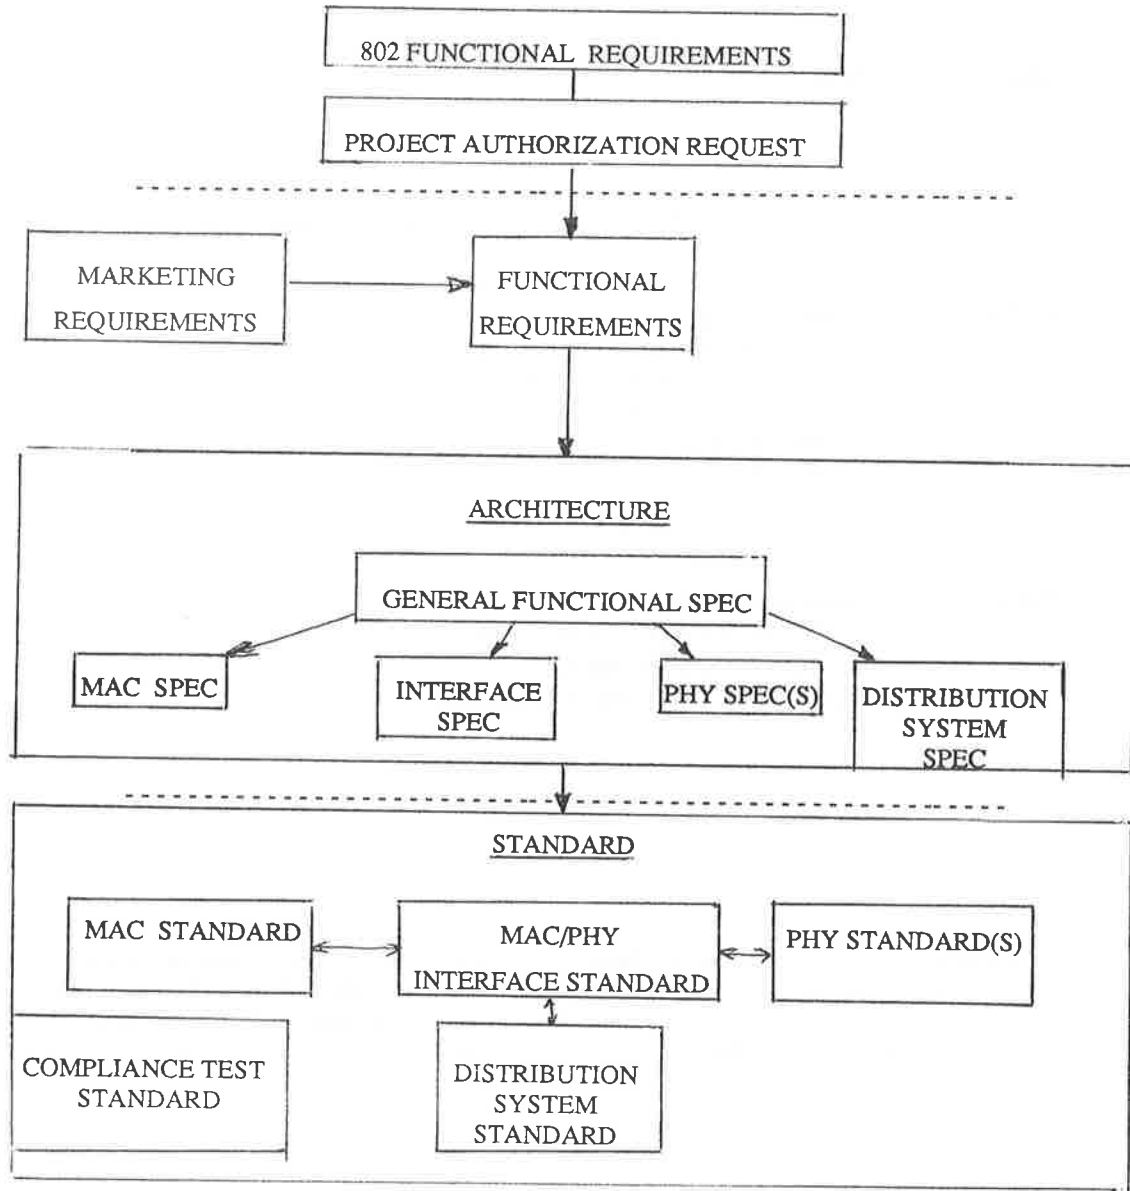 802 FUNCTIONAL REQUIREMENTS
PROJECT AUTHORIZATION REQUEST
MARKETING
REQUIREMENTS
FUNCTIONAL
REQUIREMENTS
ARCHITECTURE
GENERAL FUNCTIONAL SPEC
MAC SPEC
INTERFACE
SPEC
PHY SPEC(S)
DISTRIBUTION
SYSTEM
SPEC
STANDARD
MAC STANDARD
MAC/PHY
INTERFACE STANDARD
PHY STANDARD(S)
COMPLIANCE TEST
STANDARD
DISTRIBUTION
SYSTEM
STANDARD